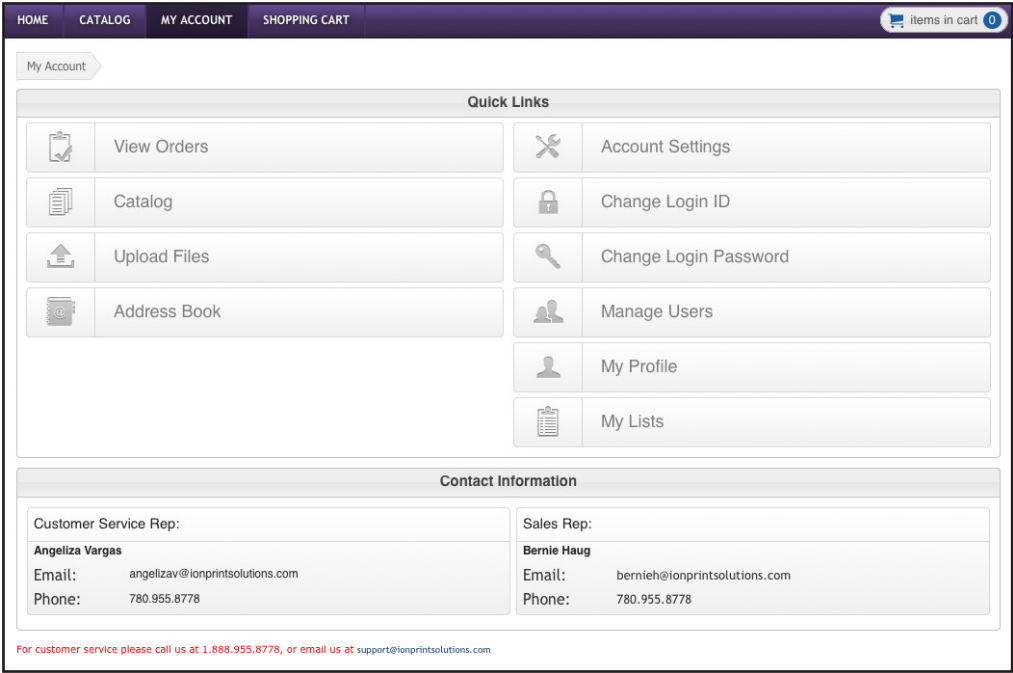 HOME CATALOG MY ACCOUNT SHOPPING CART items in cart 0
My Account
Quick Links
View Orders
Catalog
Upload Files
Address Book
Account Settings
Change Login ID
Change Login Password
Manage Users
My Profile
My Lists
Contact Information
Customer Service Rep:
Angeliza Vargas
Email: angelizav@ionprintsolutions.com
Phone: 780.955.8778
Sales Rep:
Bernie Haug
Email: bernieh@ionprintsolutions.com
Phone: 780.955.8778
For customer service please call us at 1.888.955.8778, or email us at support@ionprintsolutions.com